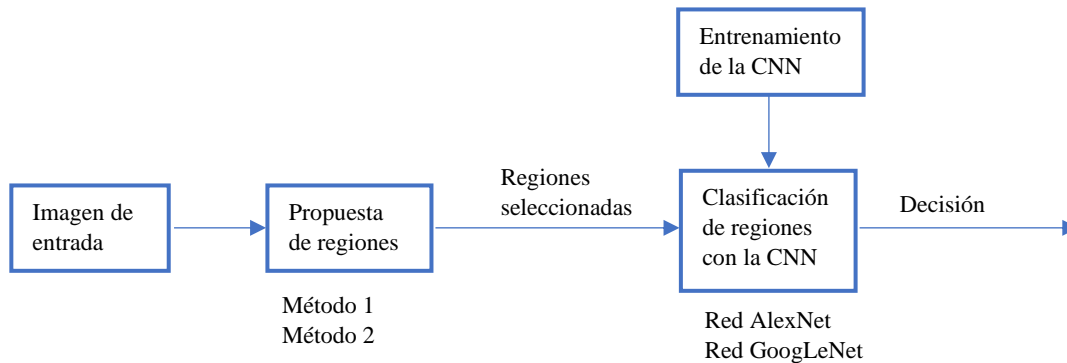 Entrenamiento
de la CNN
Imagen de
entrada
Propuesta
de regiones
Método 1
Método 2
Regiones
seleccionadas
Clasificación
de regiones
con la CNN
Red AlexNet
Red GoogLeNet
Decisión